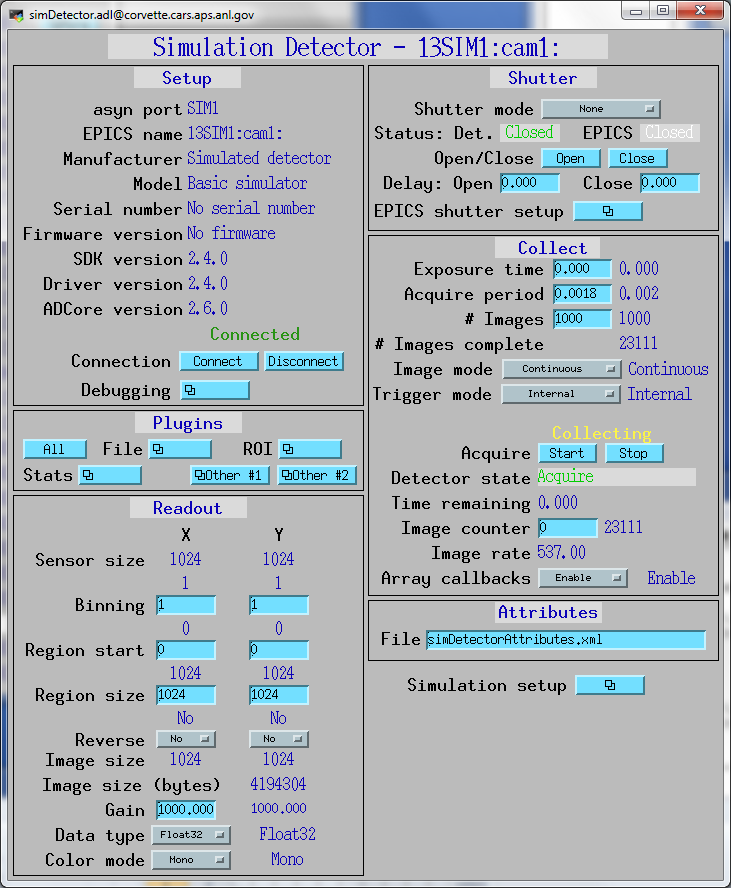 simDetector.adl@corvette.cars.aps.anl.gov
Simulation Detector - 13SIM1:cam1:
Setup
asyn port SIM1
EPICS name 13SIM1:cam1:
Manufacturer Simulated detector
Model Basic simulator
Serial number No serial number
Firmware version No firmware
SDK version 2.4.0
Driver version 2.4.0
ADCore version 2.6.0
Connected
Connection Connect Disconnect
Debugging
Plugins
All File ROI
Stats Other #1 Other #2
Readout
X Y
Sensor size 1024 1024
1 1
Binning 1 1
0 0
Region start 0 0
1024 1024
Region size 1024 1024
No No
Reverse No No
Image size 1024 1024
Image size (bytes) 4194304
Gain 1000.000 1000.000
Data type Float32 Float32
Color mode Mono Mono
Shutter
Shutter mode None
Status: Det. Closed EPICS Closed
Open/Close Open Close
Delay: Open 0.000 Close 0.000
EPICS shutter setup
Collect
Exposure time 0.000 0.000
Acquire period 0.0018 0.002
# Images 1000 1000
# Images complete 23111
Image mode Continuous Continuous
Trigger mode Internal Internal
Collecting
Acquire Start Stop
Detector state Acquire
Time remaining 0.000
Image counter 0 23111
Image rate 537.00
Array callbacks Enable Enable
Attributes
File simDetectorAttributes.xml
Simulation setup